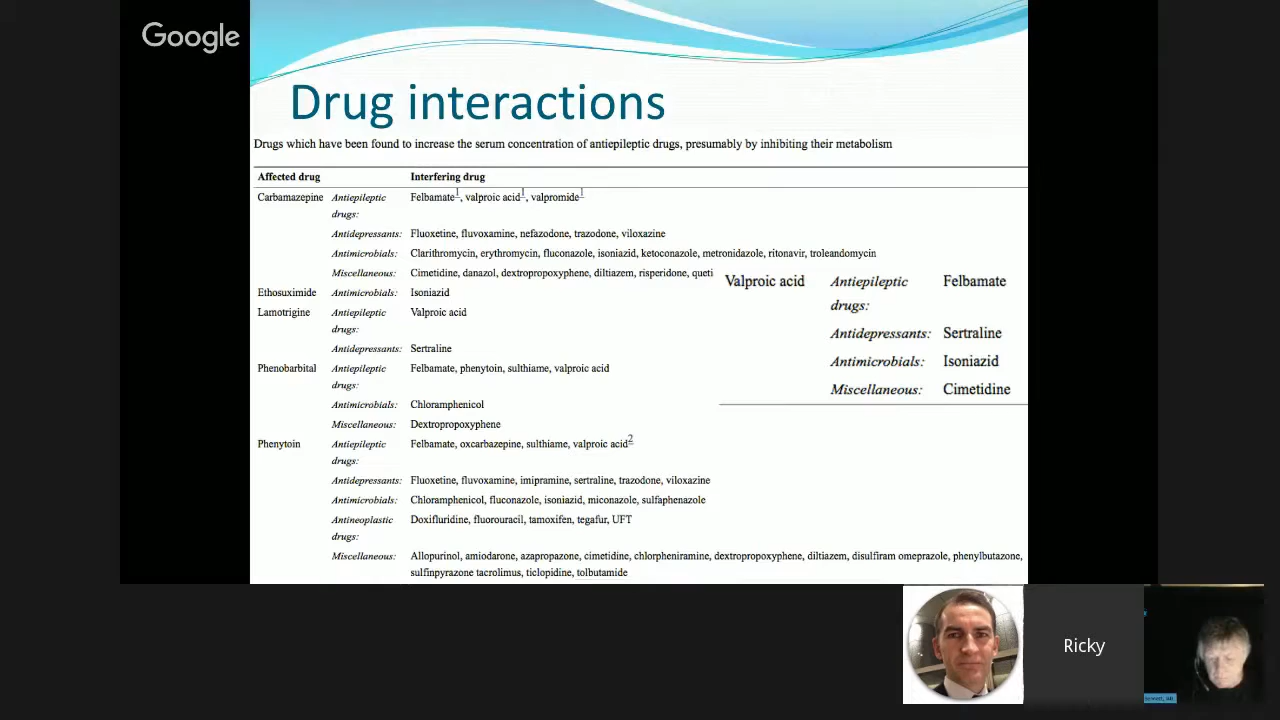 Google
Drug interactions
Drugs which have been found to increase the serum concentration of antiepileptic drugs, presumably by inhibiting their metabolism
Affected drug Interfering drug
Carbamazepine Antiepileptic drugs: Felbamate1, valproic acid1, valpromide1
Antidepressants: Fluoxetine, fluvoxamine, nefazodone, trazodone, viloxazine
Antimicrobials: Clarithromycin, erythromycin, fluconazole, isoniazid, ketoconazole, metronidazole, ritonavir, troleandomycin
Miscellaneous: Cimetidine, danazol, dextropropoxyphene, diltiazem, risperidone, queti
Ethosuximide Antimicrobials: Isoniazid
Lamotrigine Antiepileptic drugs: Valproic acid
Antidepressants: Sertraline
Phenobarbital Antiepileptic drugs: Felbamate, phenytoin, sulthiame, valproic acid
Antimicrobials: Chloramphenicol
Miscellaneous: Dextropropoxyphene
Phenytoin Antiepileptic drugs: Felbamate, oxcarbazepine, sulthiame, valproic acid2
Antidepressants: Fluoxetine, fluvoxamine, imipramine, sertraline, trazodone, viloxazine
Antimicrobials: Chloramphenicol, fluconazole, isoniazid, miconazole, sulfaphenazole
Antineoplastic drugs: Doxifluridine, fluorouracil, tamoxifen, tegafur, UFT
Miscellaneous: Allopurinol, amiodarone, azapropazone, cimetidine, chlorpheniramine, dextropropoxyphene, diltiazem, disulfiram omeprazole, phenylbutazone,
sulfinpyrazone tacrolimus, ticlopidine, tolbutamide
Valproic acid Antiepileptic drugs: Felbamate
Antidepressants: Sertraline
Antimicrobials: Isoniazid
Miscellaneous: Cimetidine
Ricky